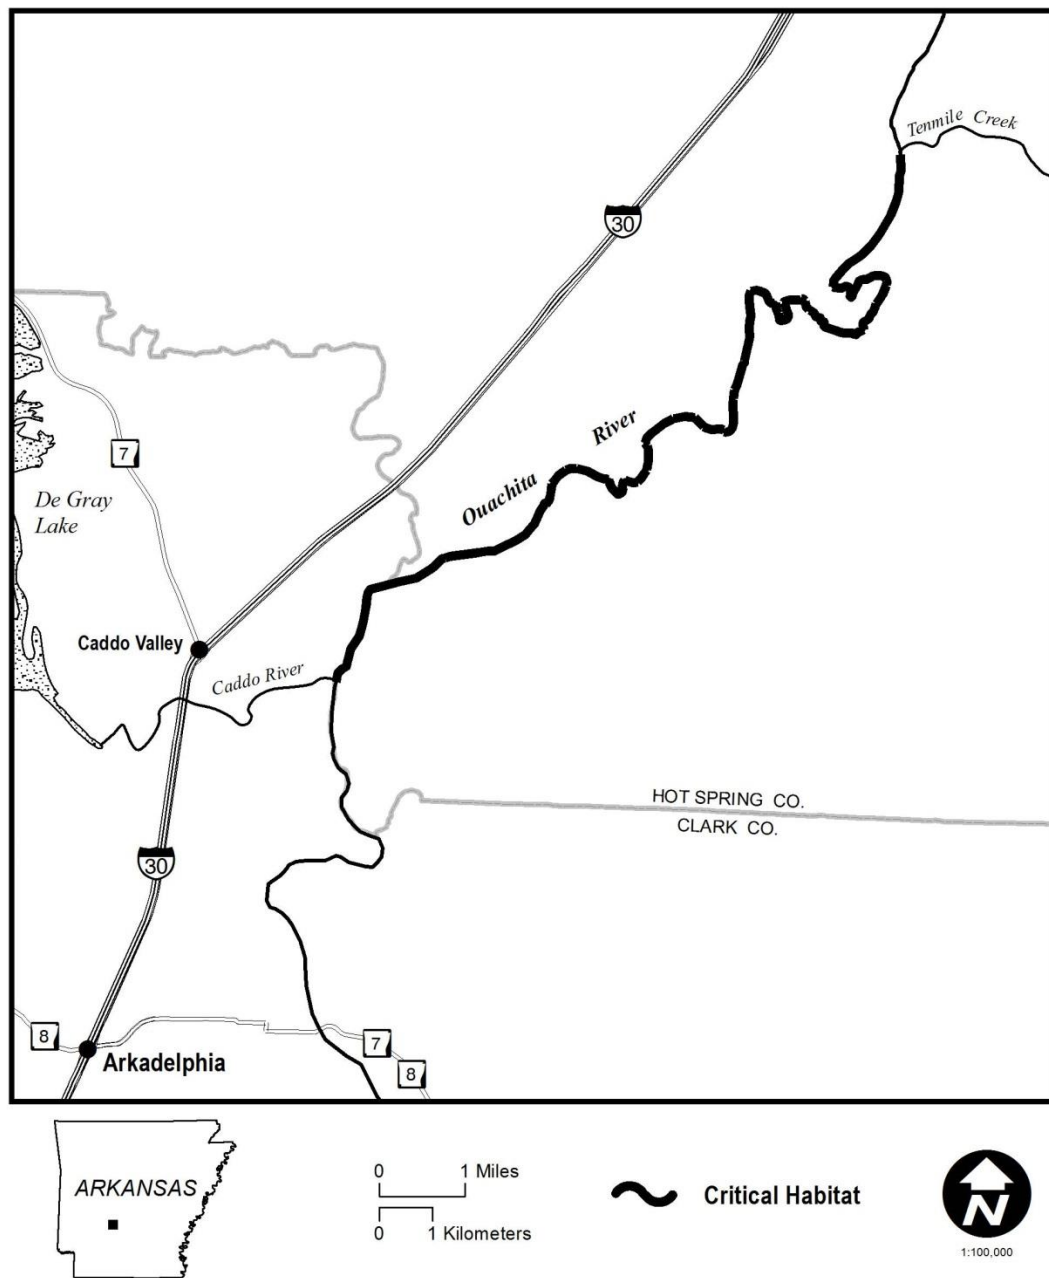 Tenmile Creek
30
7
De Gray
Lake
River
Ouachita
Caddo Valley
Caddo River
HOT SPRING CO.
CLARK CO.
30
8
7
Arkadelphia
8
ARKANSAS
0 1 Miles
0 1 Kilometers
Critical Habitat
N
1:100,000